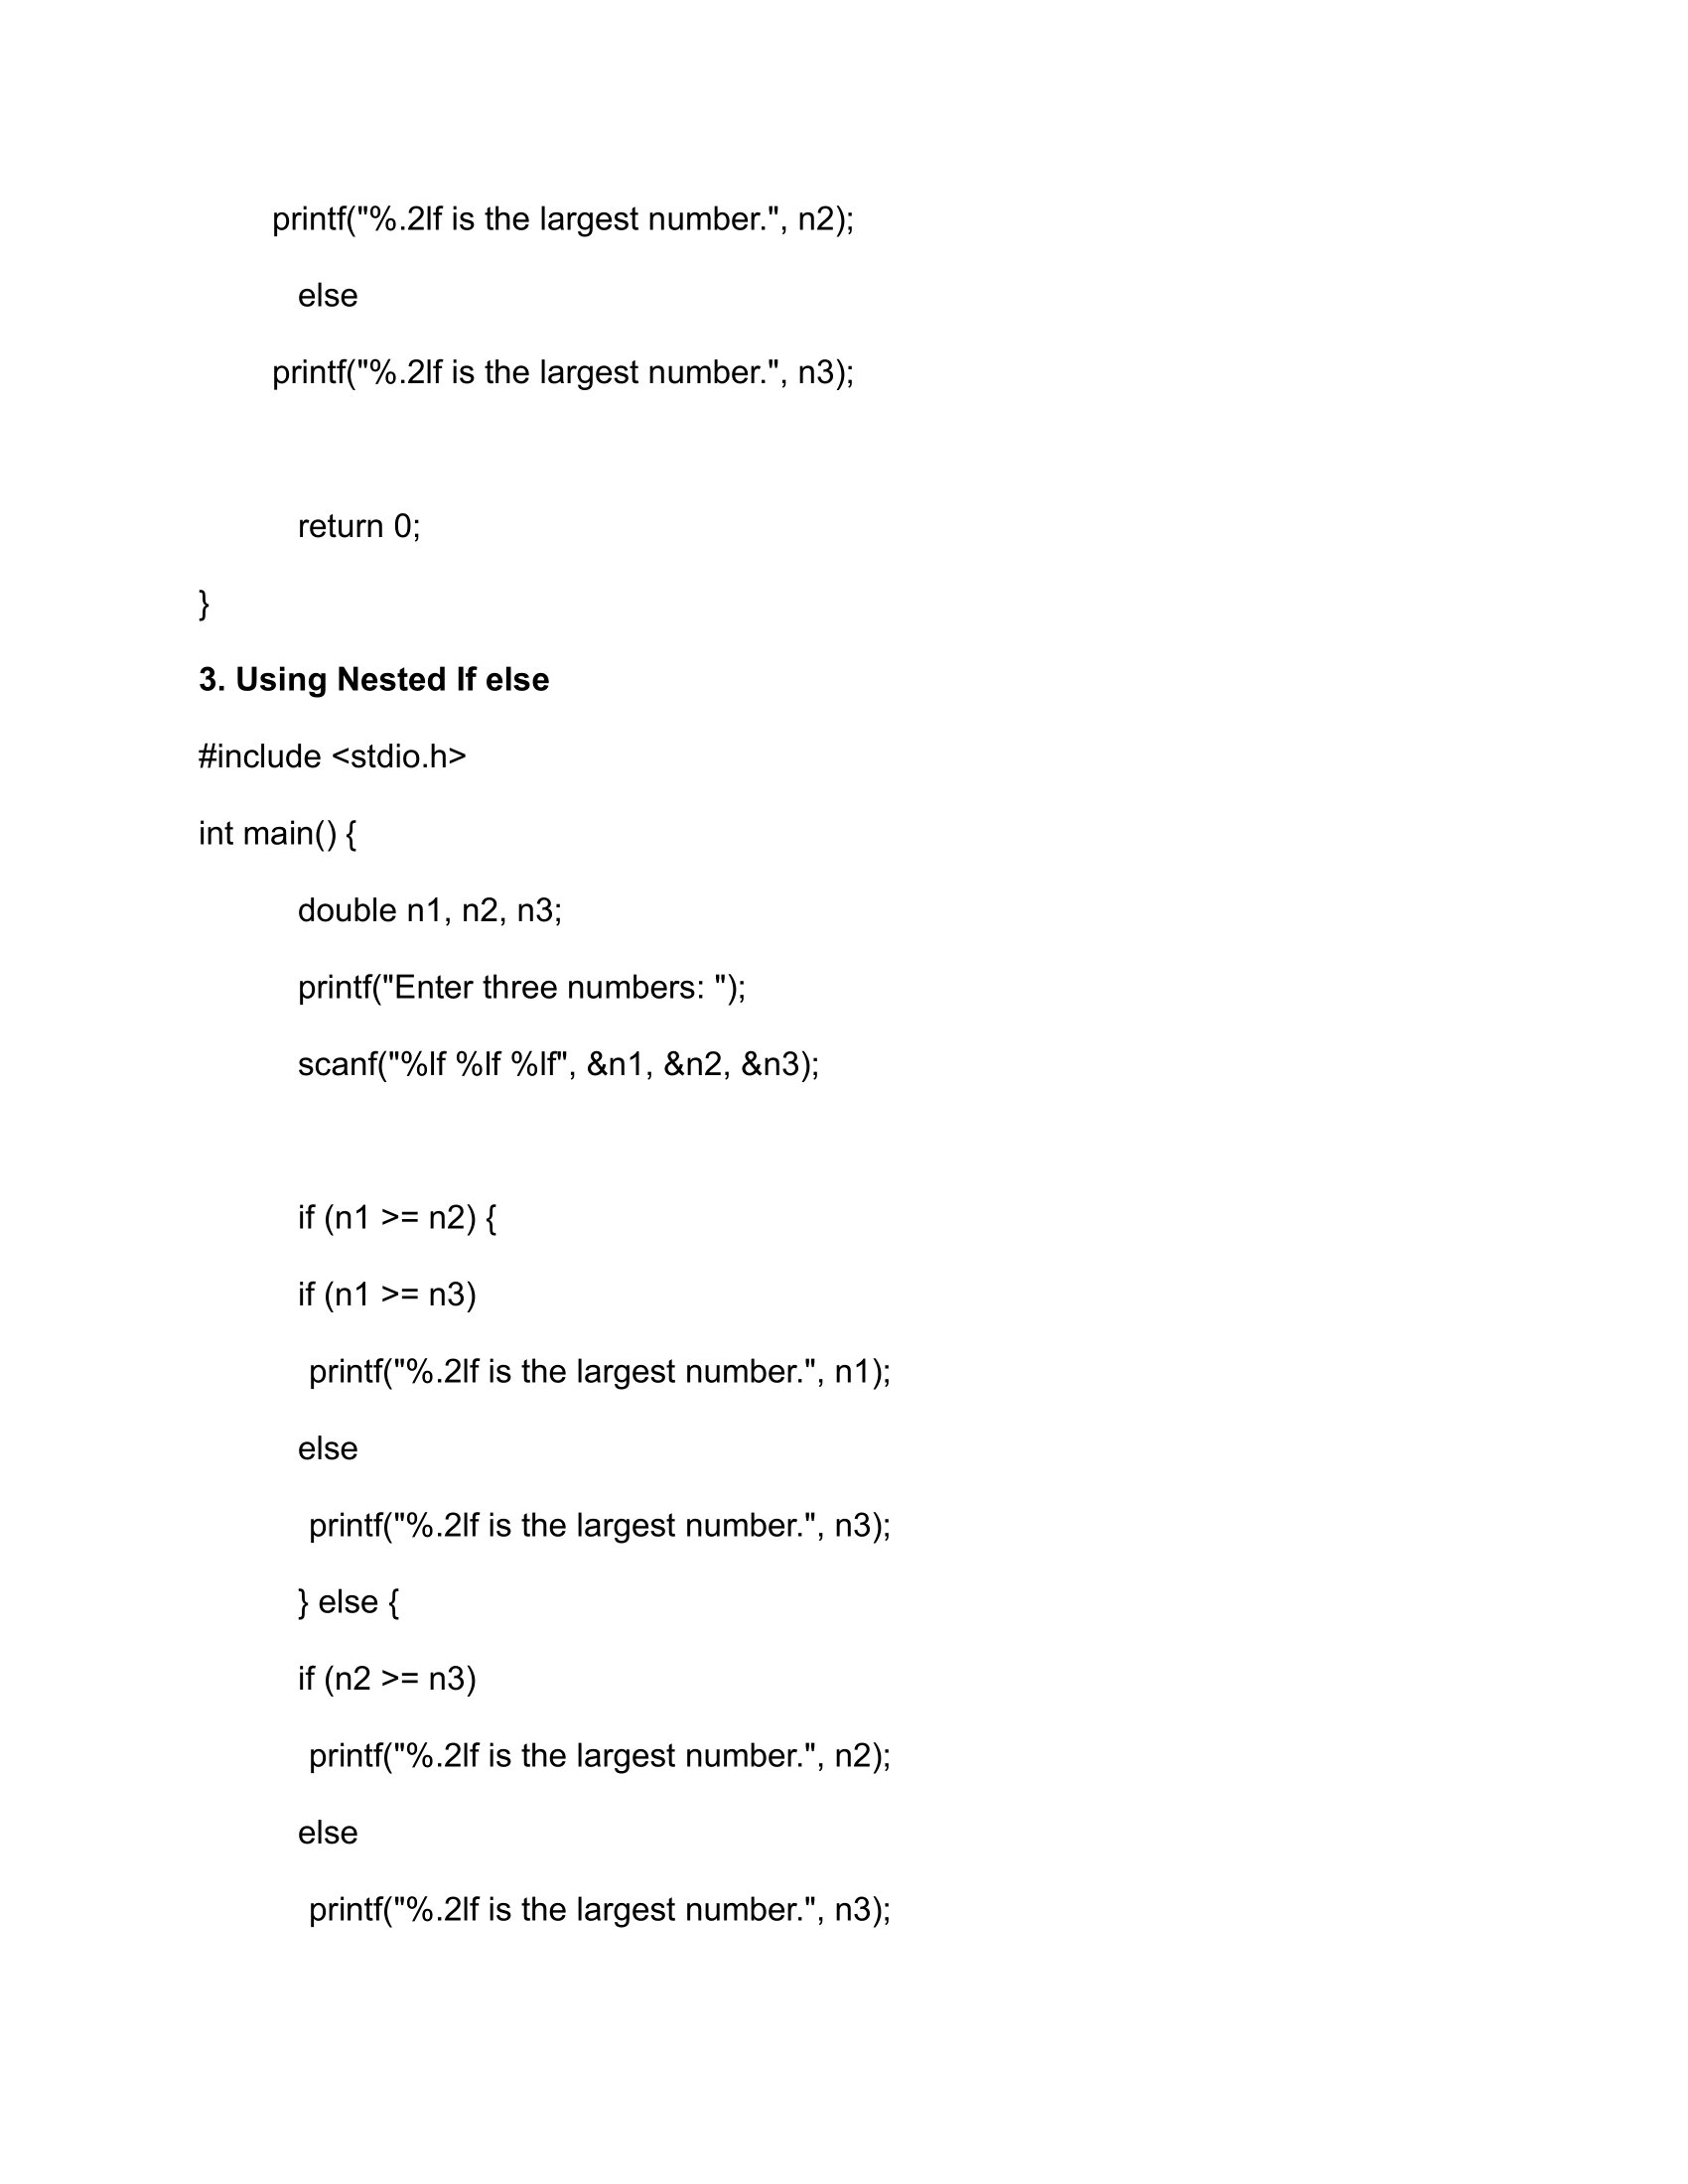 printf("%.2lf is the largest number.", n2);
else
printf("%.2lf is the largest number.", n3);
return 0;
}
3. Using Nested If else
#include <stdio.h>
int main() {
double n1, n2, n3;
printf("Enter three numbers: ");
scanf("%lf %lf %lf", &n1, &n2, &n3);
if (n1 >= n2) {
if (n1 >= n3)
printf("%.2lf is the largest number.", n1);
else
printf("%.2lf is the largest number.", n3);
} else {
if (n2 >= n3)
printf("%.2lf is the largest number.", n2);
else
printf("%.2lf is the largest number.", n3);